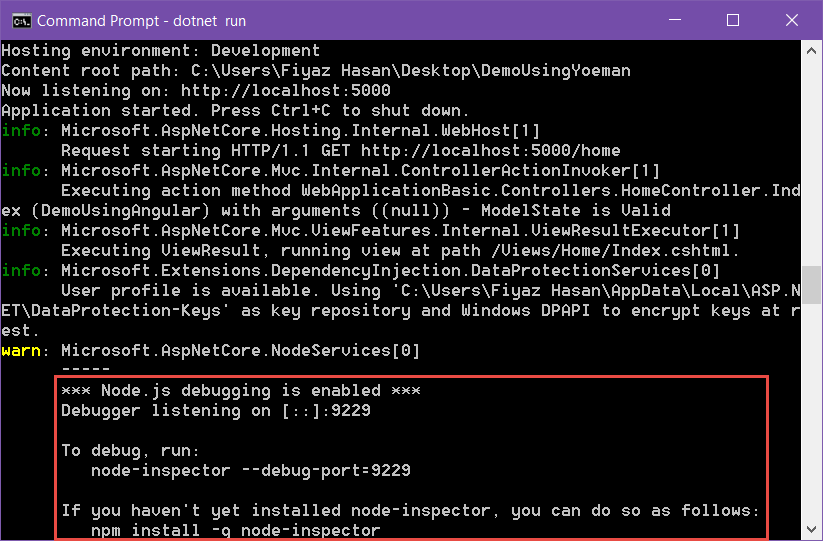 Command Prompt - dotnet  run
Hosting environment: Development
Content root path: C:\Users\Fiyaz Hasan\Desktop\DemoUsingYoeman
Now listening on: http://localhost:5000
Application started. Press Ctrl+C to shut down.
info: Microsoft.AspNetCore.Hosting.Internal.WebHost[1]
      Request starting HTTP/1.1 GET http://localhost:5000/home
info: Microsoft.AspNetCore.Mvc.Internal.ControllerActionInvoker[1]
      Executing action method WebApplicationBasic.Controllers.HomeController.Ind
ex (DemoUsingAngular) with arguments ((null)) - ModelState is Valid
info: Microsoft.AspNetCore.Mvc.ViewFeatures.Internal.ViewResultExecutor[1]
      Executing ViewResult, running view at path /Views/Home/Index.cshtml.
info: Microsoft.Extensions.DependencyInjection.DataProtectionServices[0]
      User profile is available. Using 'C:\Users\Fiyaz Hasan\AppData\Local\ASP.N
ET\DataProtection-Keys' as key repository and Windows DPAPI to encrypt keys at r
est.
warn: Microsoft.AspNetCore.NodeServices[0]
      -----
      *** Node.js debugging is enabled ***
      Debugger listening on [::]:9229
      To debug, run:
         node-inspector --debug-port=9229
      If you haven't yet installed node-inspector, you can do so as follows:
         npm install -g node-inspector